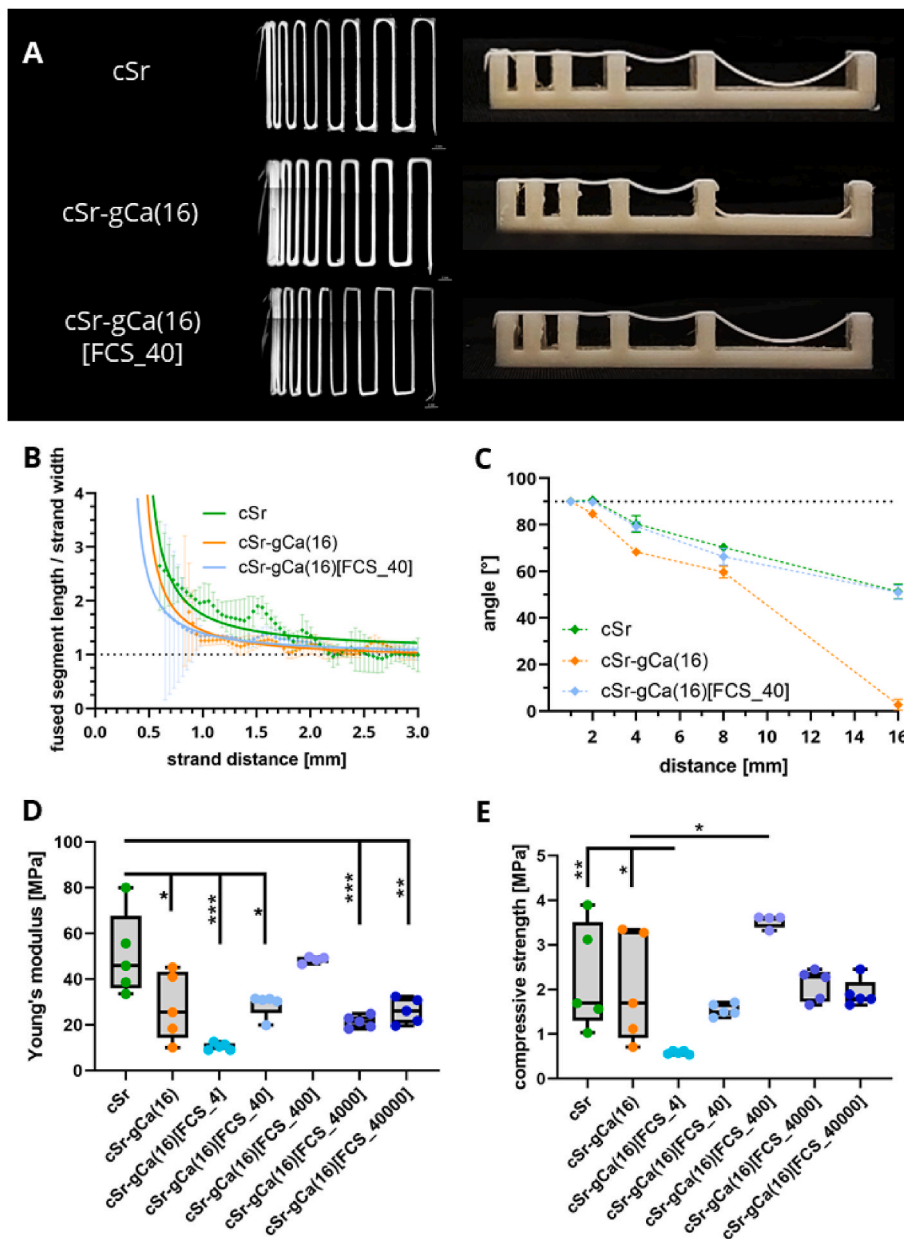 A
cSr
cSr-gCa(16)
cSr-gCa(16)
[FCS_40]
B
fused segment length / strand width
4
3
2
1
0
cSr
cSr-gCa(16)
cSr-gCa(16)[FCS_40]
0.0 0.5 1.0 1.5 2.0 2.5 3.0
strand distance [mm]
C
angle [°]
100
80
60
40
20
0
cSr
cSr-gCa(16)
cSr-gCa(16)[FCS_40]
2 4 6 8 10 12 14 16
distance [mm]
D
Young's modulus [MPa]
100
80
60
40
20
0
*
***
*
***
**
cSr
cSr-gCa(16)
cSr-gCa(16)[FCS_4]
cSr-gCa(16)[FCS_40]
cSr-gCa(16)[FCS_400]
cSr-gCa(16)[FCS_4000]
cSr-gCa(16)[FCS_40000]
E
compressive strength [MPa]
5
4
3
2
1
0
**
*
*
cSr
cSr-gCa(16)
cSr-gCa(16)[FCS_4]
cSr-gCa(16)[FCS_40]
cSr-gCa(16)[FCS_400]
cSr-gCa(16)[FCS_4000]
cSr-gCa(16)[FCS_40000]